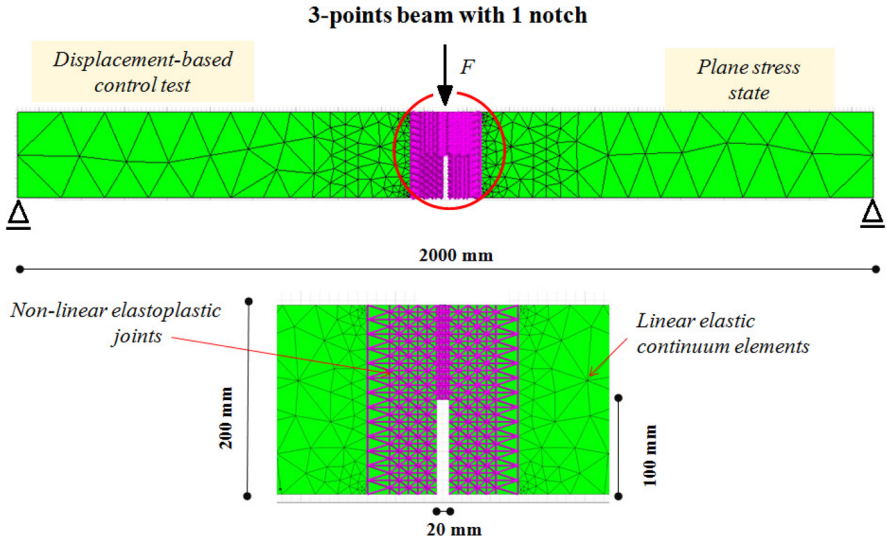 3-points beam with 1 notch
Displacement-based
control test
F
Plane stress
state
2000 mm
Non-linear elastoplastic
joints
Linear elastic
continuum elements
200 mm
100 mm
20 mm